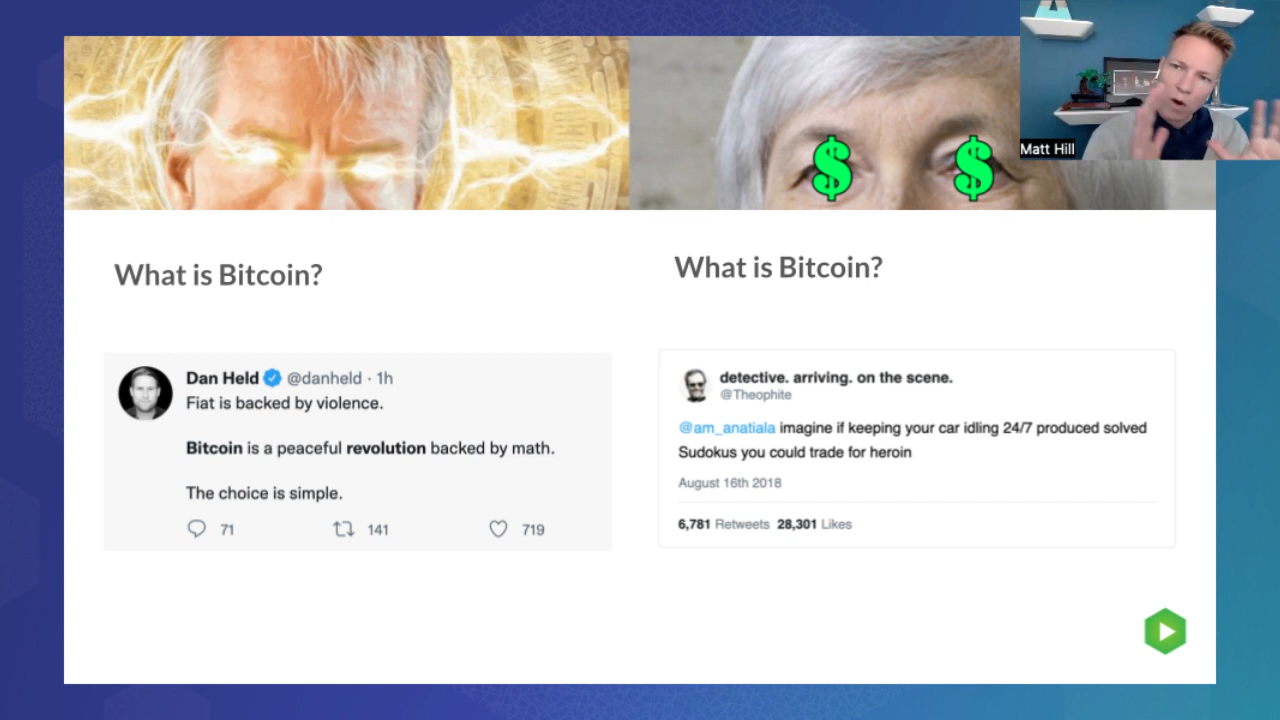 Matt Hill
What is Bitcoin?
Dan Held @danheld · 1h
Fiat is backed by violence.
Bitcoin is a peaceful revolution backed by math.
The choice is simple.
71 141 719
What is Bitcoin?
detective. arriving. on the scene.
@Theophite
@am_anatiala imagine if keeping your car idling 24/7 produced solved
Sudokus you could trade for heroin
August 16th 2018
6,781 Retweets 28,301 Likes
$ $